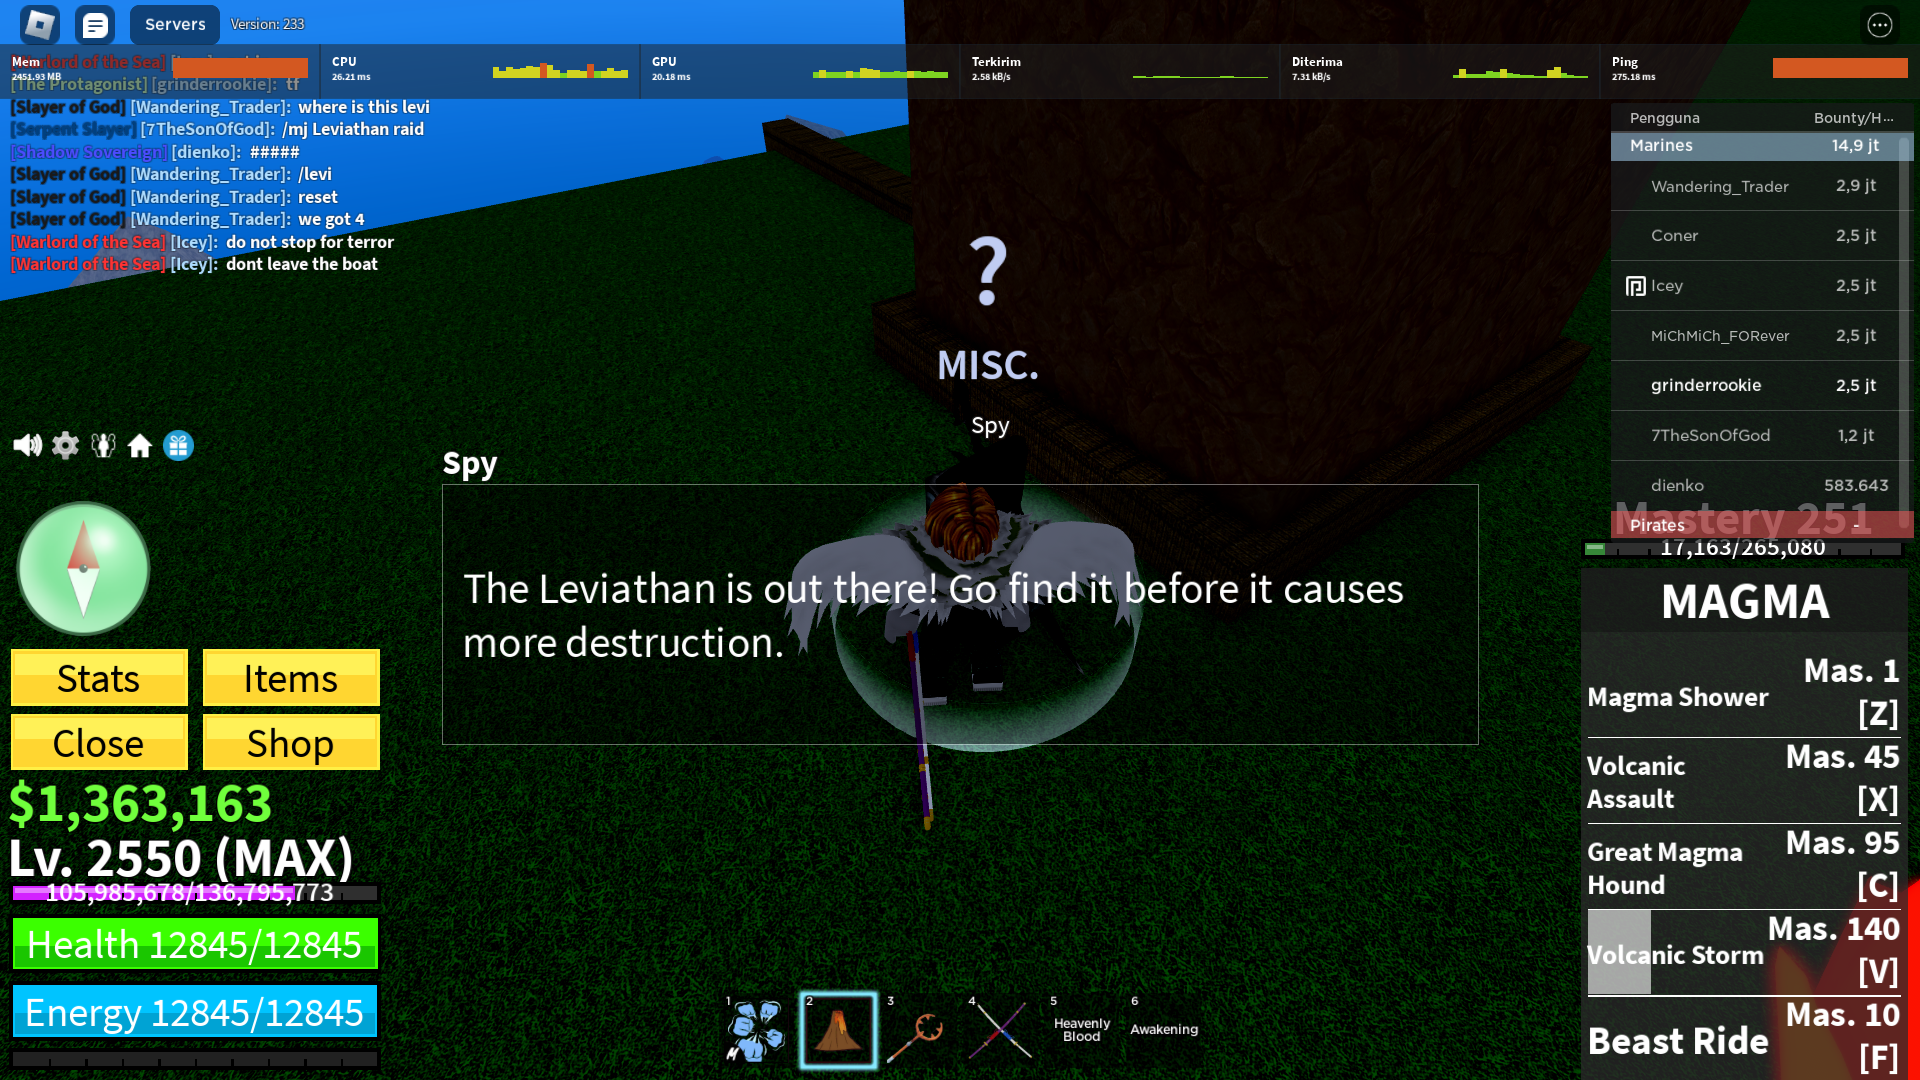 Servers
Version: 233
Mem
2451.93 MB
CPU
26.21 ms
GPU
20.18 ms
Terkirim
2.58 kB/s
Diterima
7.31 kB/s
Ping
275.18 ms
[Warlord of the Sea]
[The Protagonist] [grinderrookie]: tf
[Slayer of God] [Wandering_Trader]: where is this levi
[Serpent Slayer] [7TheSonOfGod]: /mj Leviathan raid
[Shadow Sovereign] [dienko]: #####
[Slayer of God] [Wandering_Trader]: /levi
[Slayer of God] [Wandering_Trader]: reset
[Slayer of God] [Wandering_Trader]: we got 4
[Warlord of the Sea] [Icey]: do not stop for terror
[Warlord of the Sea] [Icey]: dont leave the boat
Pengguna Bounty/H...
Marines 14,9 jt
Wandering_Trader 2,9 jt
Coner 2,5 jt
Icey 2,5 jt
MiChMiCh_FORever 2,5 jt
grinderrookie 2,5 jt
7TheSonOfGod 1,2 jt
dienko 583.643
Pirates -
Mastery 251
17,163/265,080
?
MISC.
Spy
Spy
The Leviathan is out there! Go find it before it causes
more destruction.
Stats
Items
Close
Shop
$1,363,163
Lv. 2550 (MAX)
105,985,678/136,795,773
Health 12845/12845
Energy 12845/12845
1
M
2
3
4
5
Heavenly
Blood
6
Awakening
MAGMA
Magma Shower Mas. 1
[Z]
Volcanic
Assault
Mas. 45
[X]
Great Magma
Hound
Mas. 95
[C]
Volcanic Storm Mas. 140
[V]
Beast Ride Mas. 10
[F]